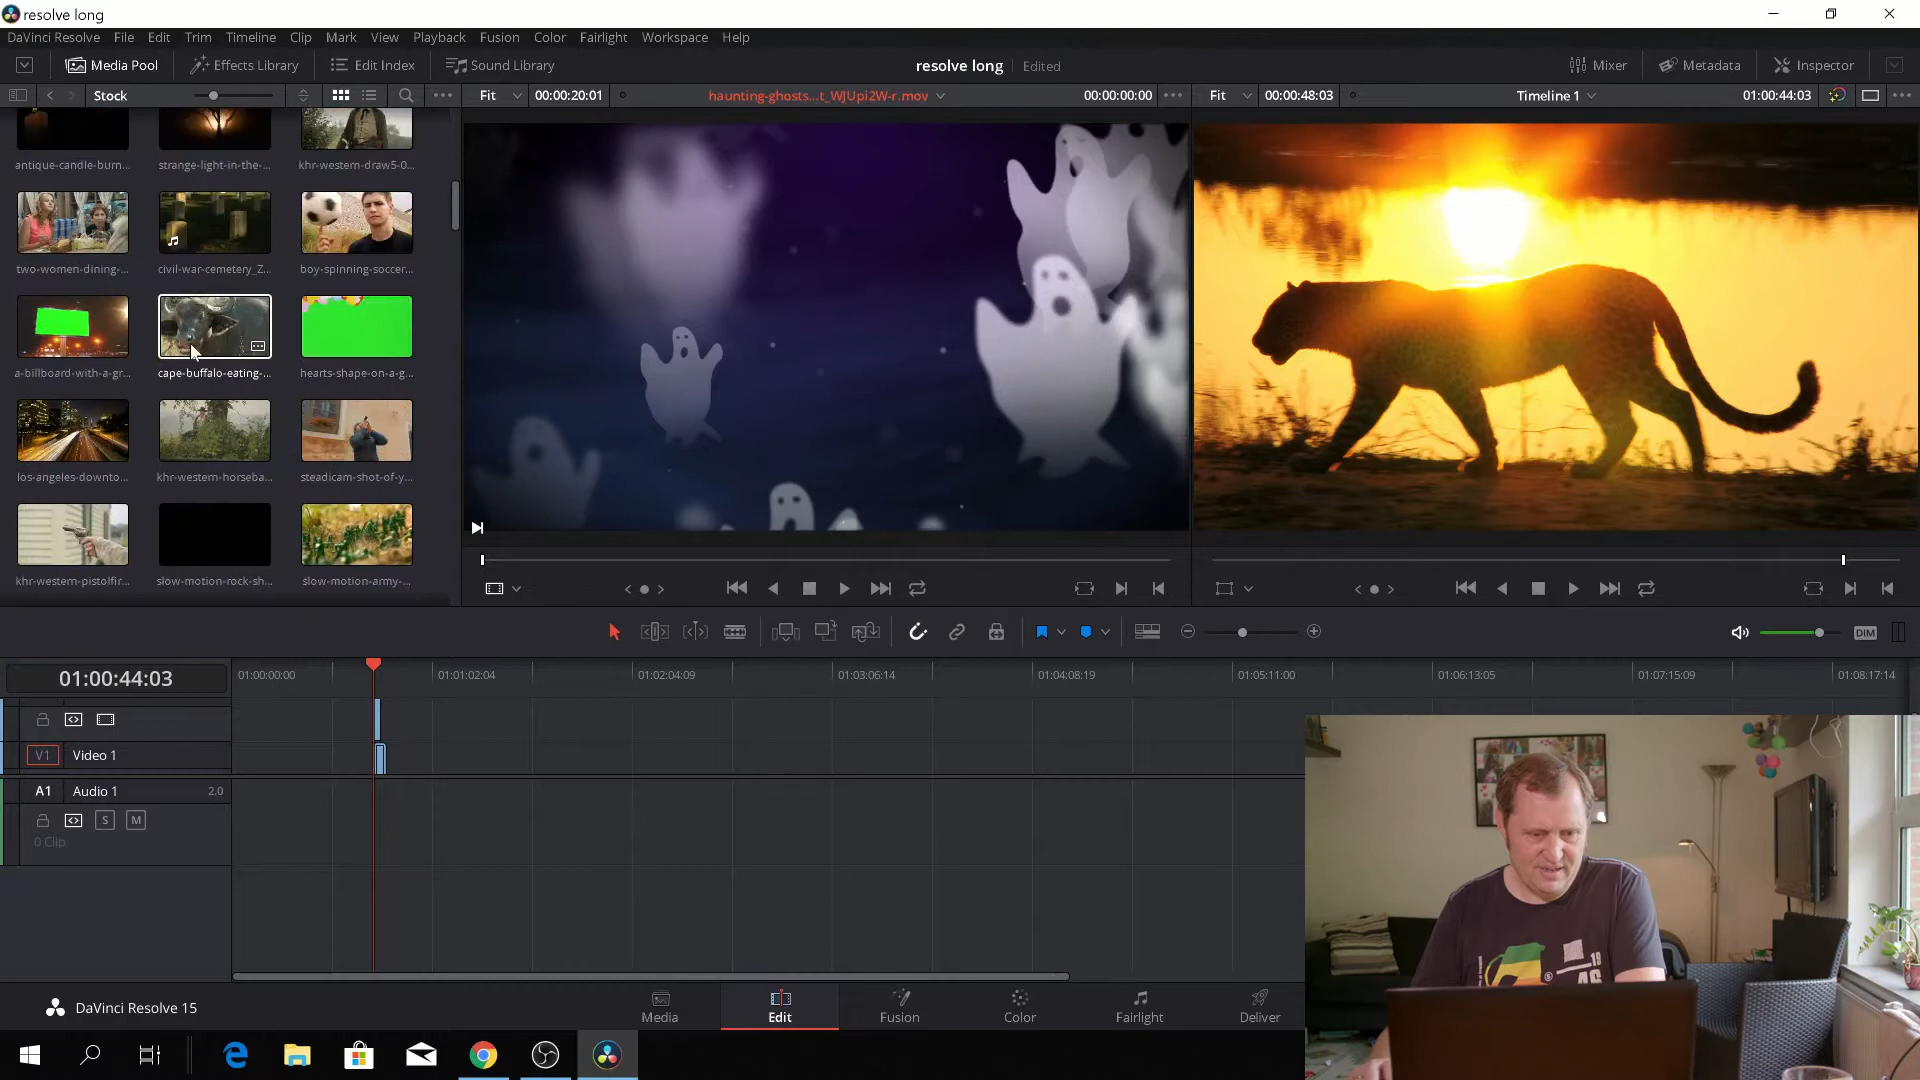 resolve long
DaVinci Resolve File Edit Trim Timeline Clip Mark View Playback Fusion Color Fairlight Workspace Help
Media Pool Effects Library Edit Index Sound Library resolve long Edited Mixer Metadata Inspector
Stock Fit 00:00:20:01 haunting-ghosts...t_WJUpi2W-r.mov 00:00:00:00 Fit 00:00:48:03 Timeline 1 01:00:44:03
antique-candle-burn... strange-light-in-the-... khr-western-draw5-0...
two-women-dining-... civil-war-cemetery_Z... boy-spinning-soccer...
a-billboard-with-a-gr... cape-buffalo-eating-... hearts-shape-on-a-g...
los-angeles-downto... khr-western-horseba... steadicam-shot-of-y...
khr-western-pistolfir... slow-motion-rock-sh... slow-motion-army-...
DIM
01:00:44:03 01:00:00:00 01:01:02:04 01:02:04:09 01:03:06:14 01:04:08:19 01:05:11:00 01:06:13:05 01:07:15:09 01:08:17:14
V1 Video 1
A1 Audio 1 2.0
S M
0 Clip
19
DaVinci Resolve 15 Media Edit Fusion Color Fairlight Deliver